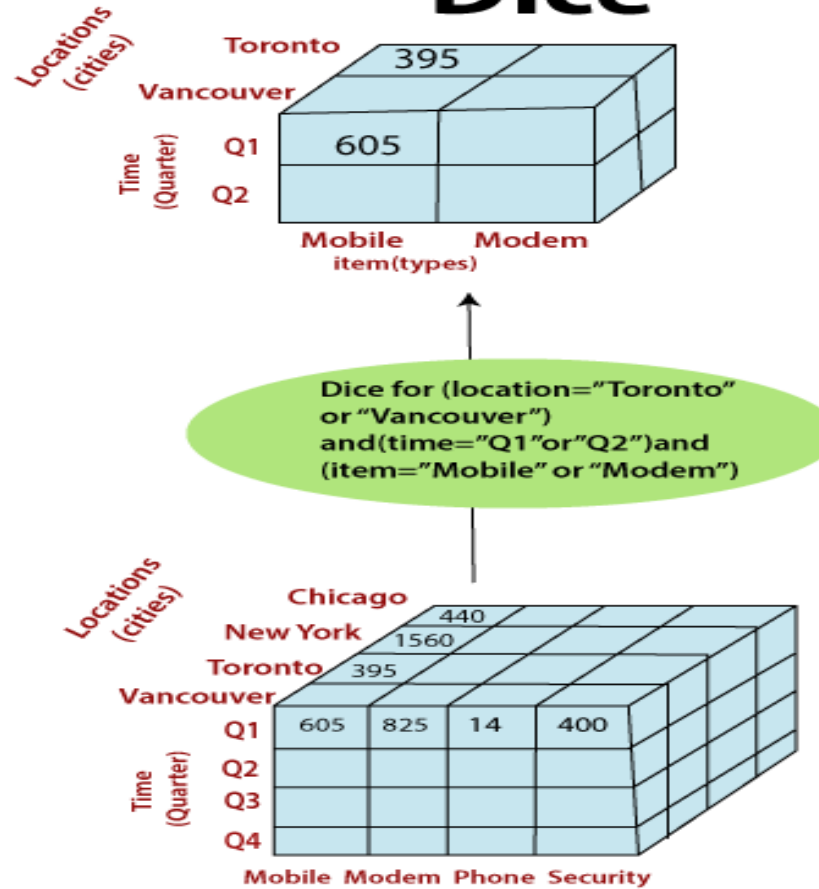 Dice
Locations
(cities)
Toronto
395
Vancouver
Time
(Quarter)
Q1
605
Q2
Mobile Modem
item(types)
Dice for (location="Toronto"
or "Vancouver")
and(time="Q1"or"Q2")and
(item="Mobile" or "Modem")
Locations
(cities)
Chicago
440
New York
1560
Toronto
395
Vancouver
Time
(Quarter)
Q1 605 825 14 400
Q2
Q3
Q4
Mobile Modem Phone Security